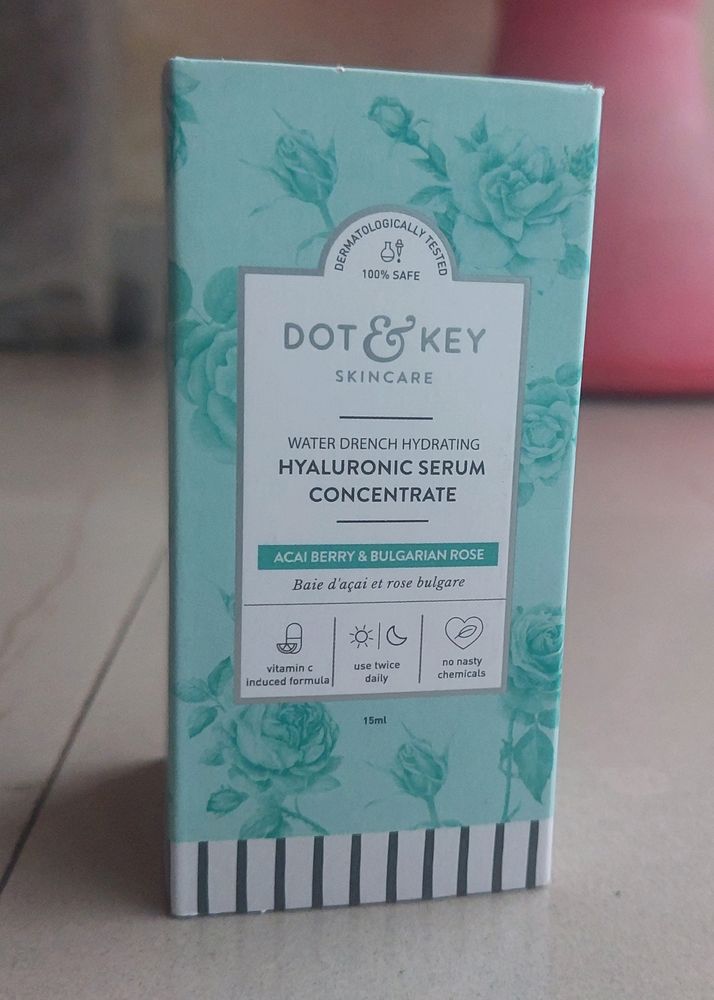 DERMATOLOGICALLY TESTED
100% SAFE
DOT & KEY
SKINCARE
WATER DRENCH HYDRATING
HYALURONIC SERUM
CONCENTRATE
ACAI BERRY & BULGARIAN ROSE
Baie d'açai et rose bulgare
vitamin c
induced formula
use twice
daily
no nasty
chemicals
15ml